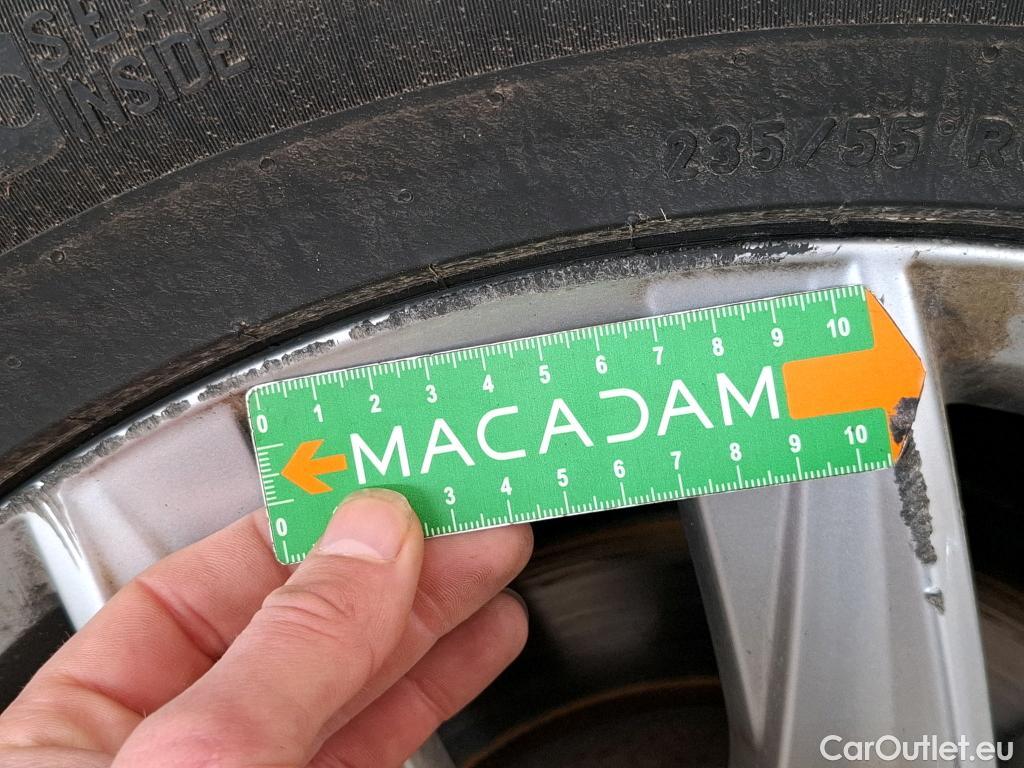 SEAL
INSIDE
235/55 R
0 1 2 3 4 5 6 7 8 9 10
MACADAM
0 3 4 5 6 7 8 9 10
CarOutlet.eu